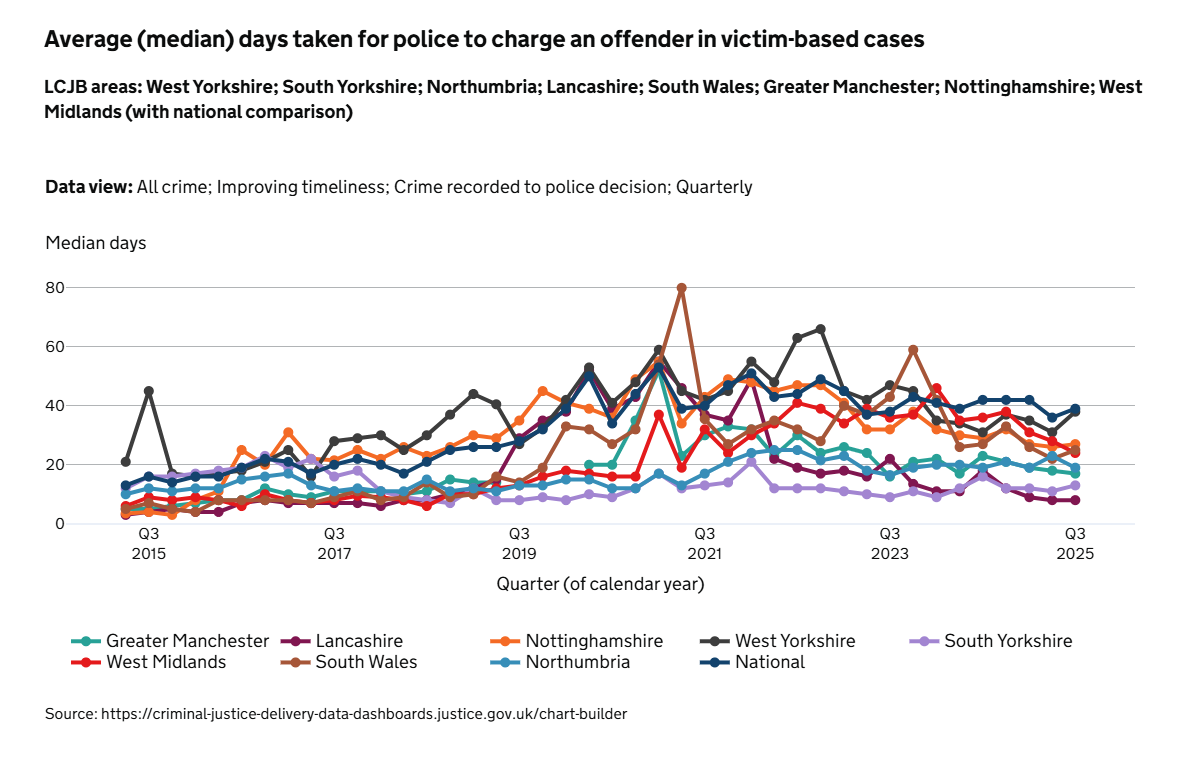 Average (median) days taken for police to charge an offender in victim-based cases
LCJB areas: West Yorkshire; South Yorkshire; Northumbria; Lancashire; South Wales; Greater Manchester; Nottinghamshire; West
Midlands (with national comparison)
Data view: All crime; Improving timeliness; Crime recorded to police decision; Quarterly
Median days
80
60
40
20
0
Q3 Q3 Q3 Q3 Q3 Q3
2015 2017 2019 2021 2023 2025
Quarter (of calendar year)
Greater Manchester Lancashire Nottinghamshire West Yorkshire South Yorkshire
West Midlands South Wales Northumbria National
Source: https://criminal-justice-delivery-data-dashboards.justice.gov.uk/chart-builder